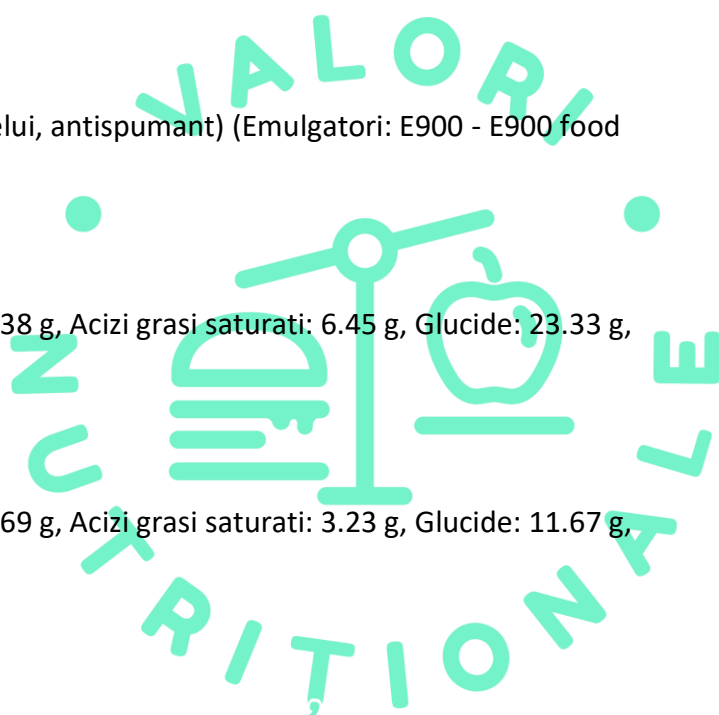 VALORI
elui, antispumant) (Emulgatori: E900 - E900 food
38 g, Acizi grasi saturati: 6.45 g, Glucide: 23.33 g,
69 g, Acizi grasi saturati: 3.23 g, Glucide: 11.67 g,
NUTRIȚIONALE